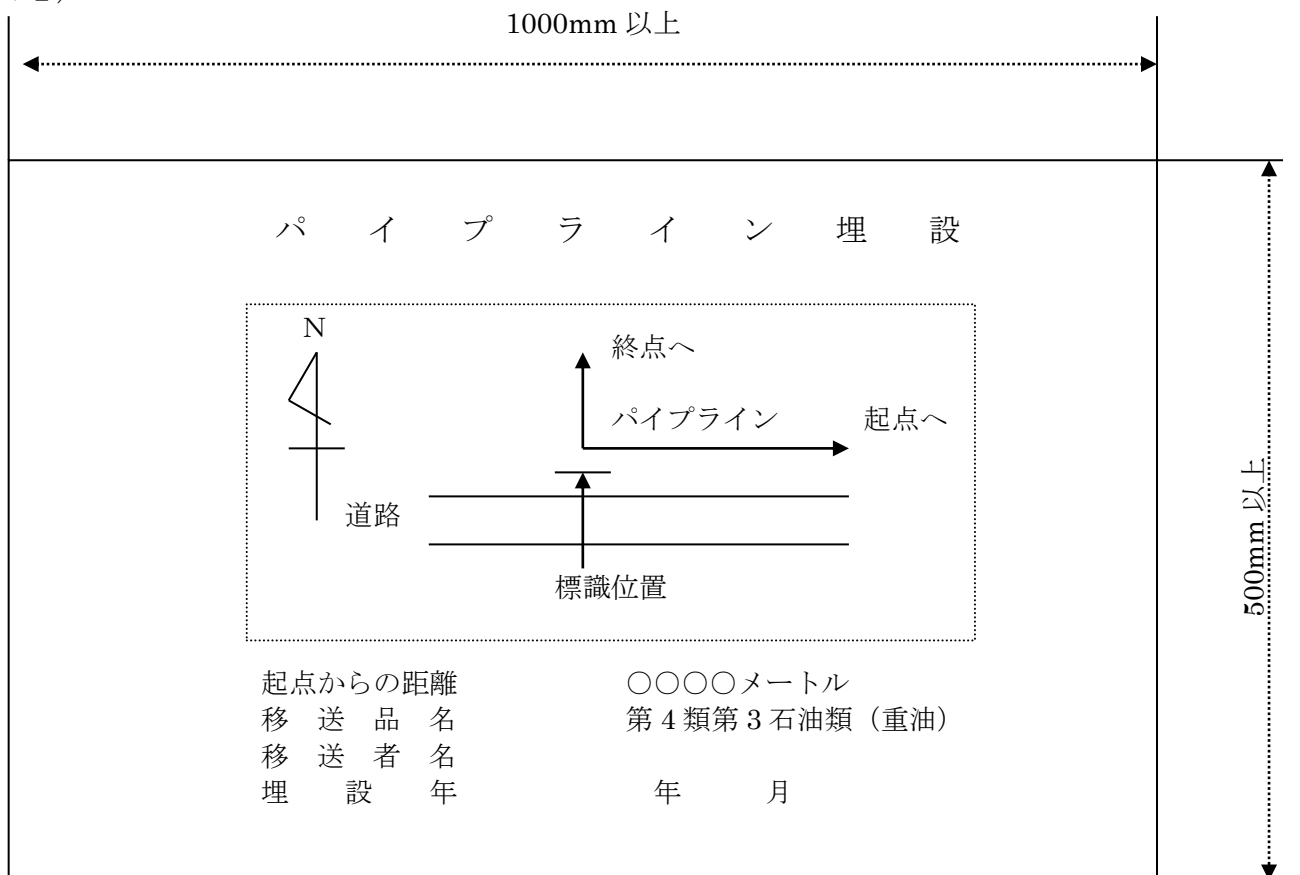 1000mm 以上
パ イ プ ラ イ ン 埋 設
N
終点へ
パイプライン
起点へ
道路
標識位置
500mm 以上
起点からの距離 ○○○○メートル
移 送 品 名 第4類第3石油類(重油)
移 送 者 名
埋 設 年 年 月